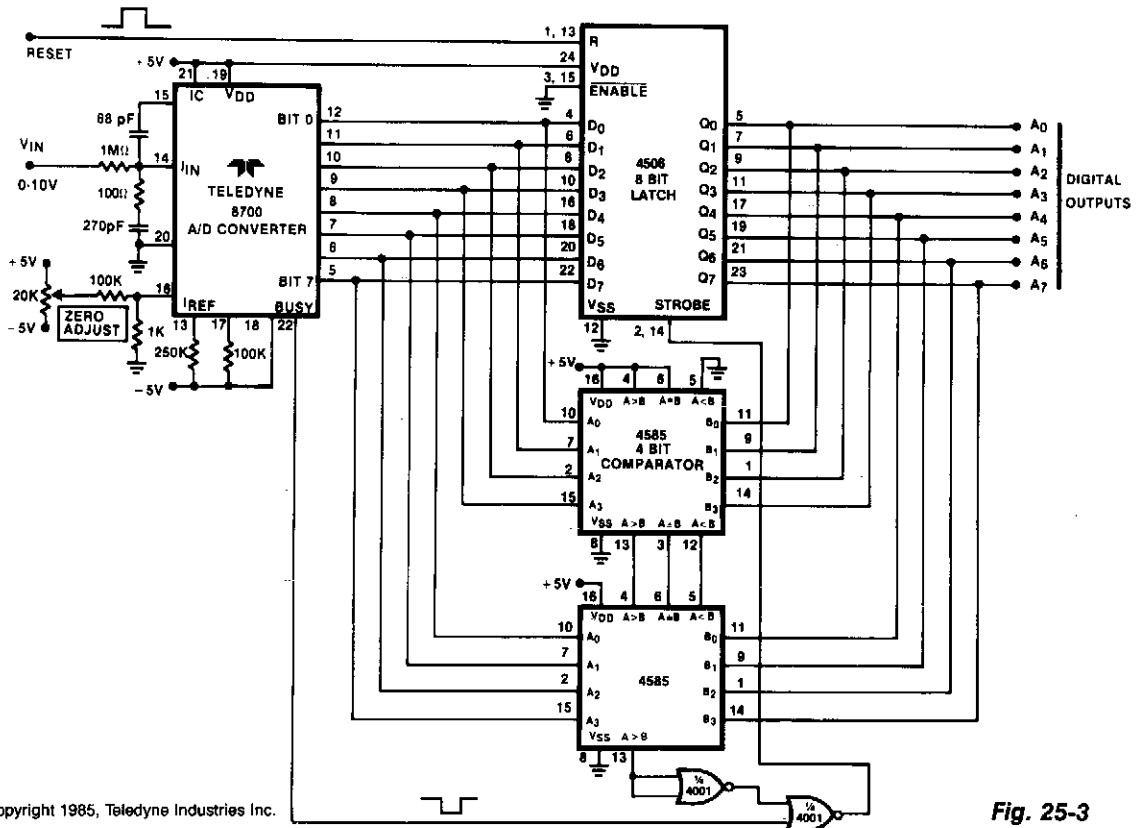 RESET
+5V
21
19
IC
VDD
15
68 pF
VIN
1MΩ
14
IIN
0-10V
100Ω
270pF
20
TELEDYNE
8700
A/D CONVERTER
BIT 0
12
11
10
9
8
7
6
5
BIT 7
+5V
20K
-5V
100K
16
IREF
BUSY
ZERO
ADJUST
1K
13
17
18
22
250K
100K
-5V
1, 13
R
24
VDD
3, 15
ENABLE
4
D0
6
D1
8
D2
10
D3
16
D4
18
D5
20
D6
22
D7
4506
8 BIT
LATCH
VSS
STROBE
12
2, 14
Q0
5
Q1
7
Q2
9
Q3
11
Q4
17
Q5
19
Q6
21
Q7
23
A0
A1
A2
A3
A4
A5
A6
A7
DIGITAL
OUTPUTS
+5V
16
4
6
5
VDD
A>B
A=B
A<B
10
A0
7
A1
2
A2
15
A3
4585
4 BIT
COMPARATOR
B0
11
B1
9
B2
1
B3
14
VSS
A>B
A=B
A<B
8
13
3
12
+5V
16
4
6
5
VDD
A>B
A=B
A<B
10
A0
7
A1
2
A2
15
A3
4585
B0
11
B1
9
B2
1
B3
14
VSS
A>B
8
13
¼
4001
¼
4001
opyright 1985, Teledyne Industries Inc.
Fig. 25-3